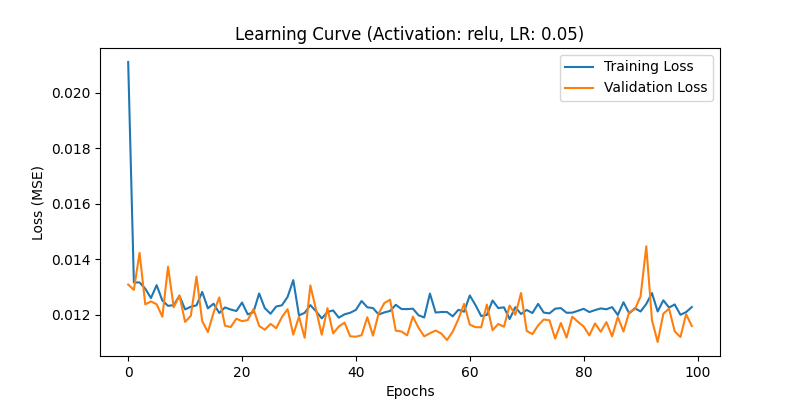 Learning Curve (Activation: relu, LR: 0.05)
Training Loss
Validation Loss
Loss (MSE)
0.020
0.018
0.016
0.014
0.012
0 20 40 60 80 100
Epochs